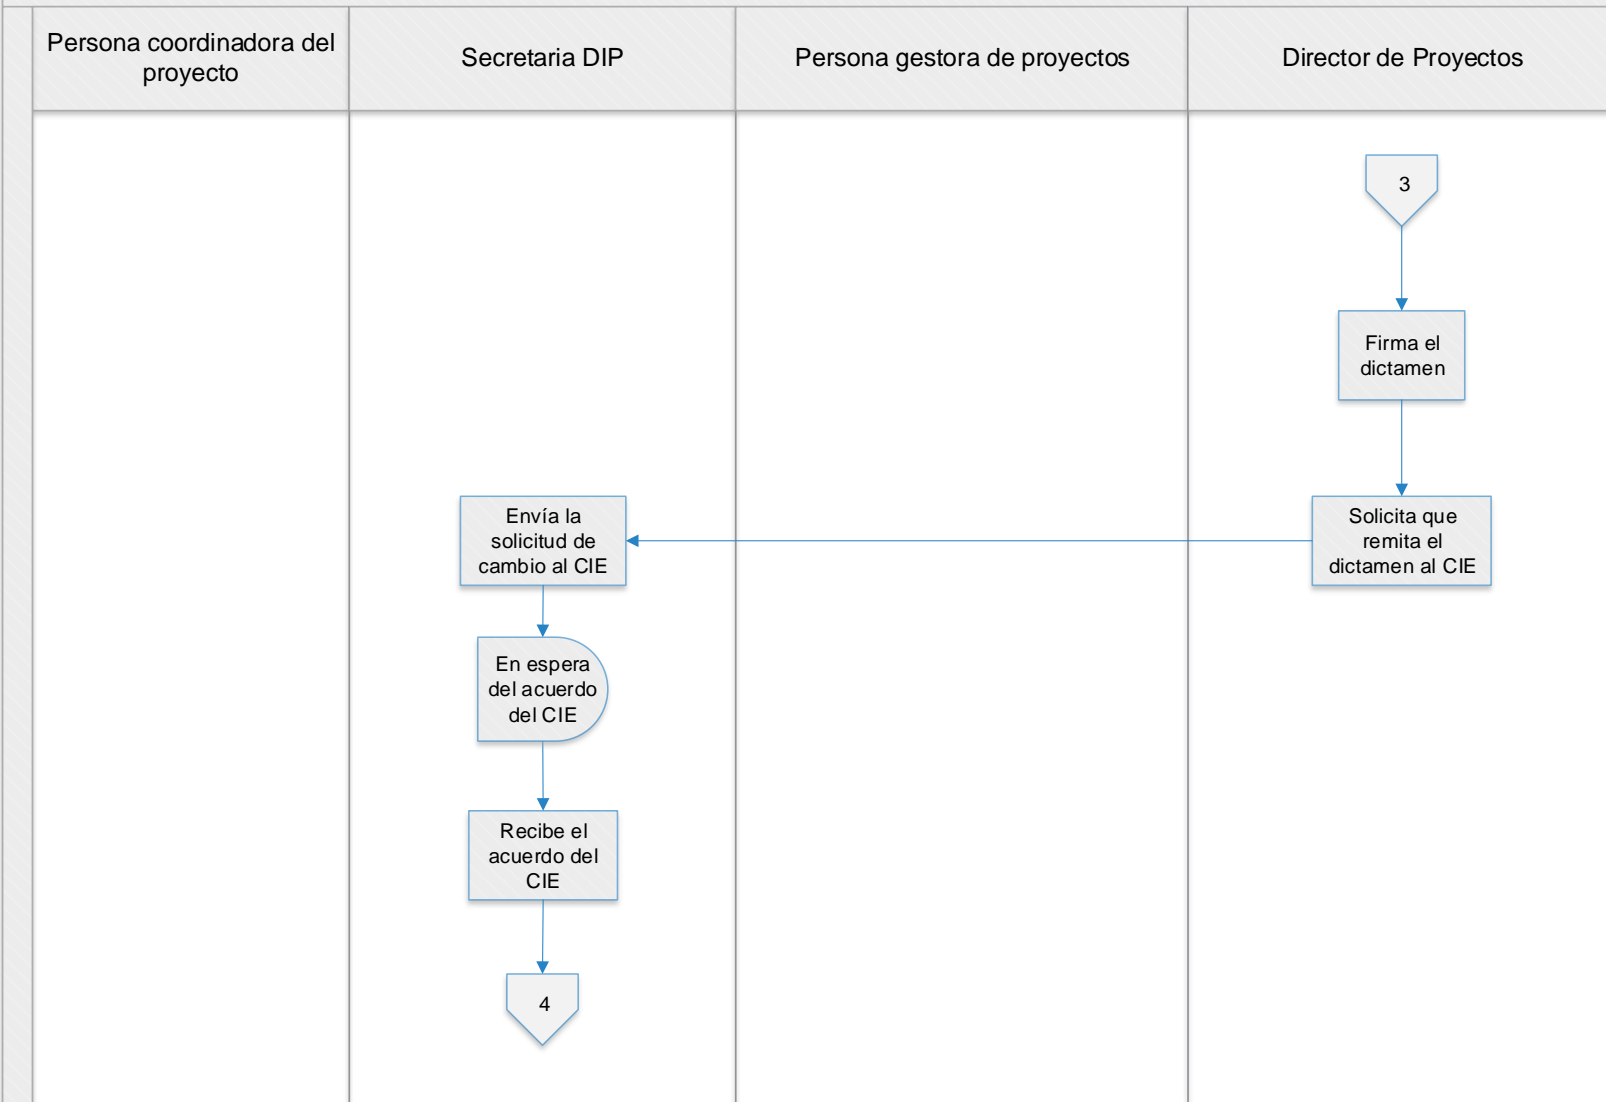 Persona coordinadora del
proyecto
Secretaria DIP
Persona gestora de proyectos
Director de Proyectos
3
Firma el
dictamen
Solicita que
remita el
dictamen al CIE
Envía la
solicitud de
cambio al CIE
En espera
del acuerdo
del CIE
Recibe el
acuerdo del
CIE
4